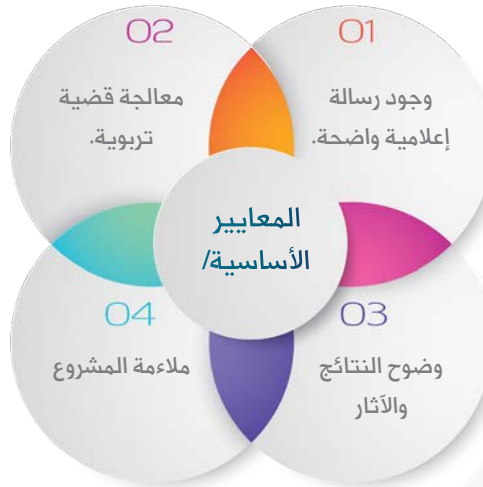 01
وجود رسالة
إعلامية واضحة.
02
معالجة قضية
تربوية.
المعايير
الأساسية/
03
وضوح النتائج
والآثار
04
ملاءمة المشروع